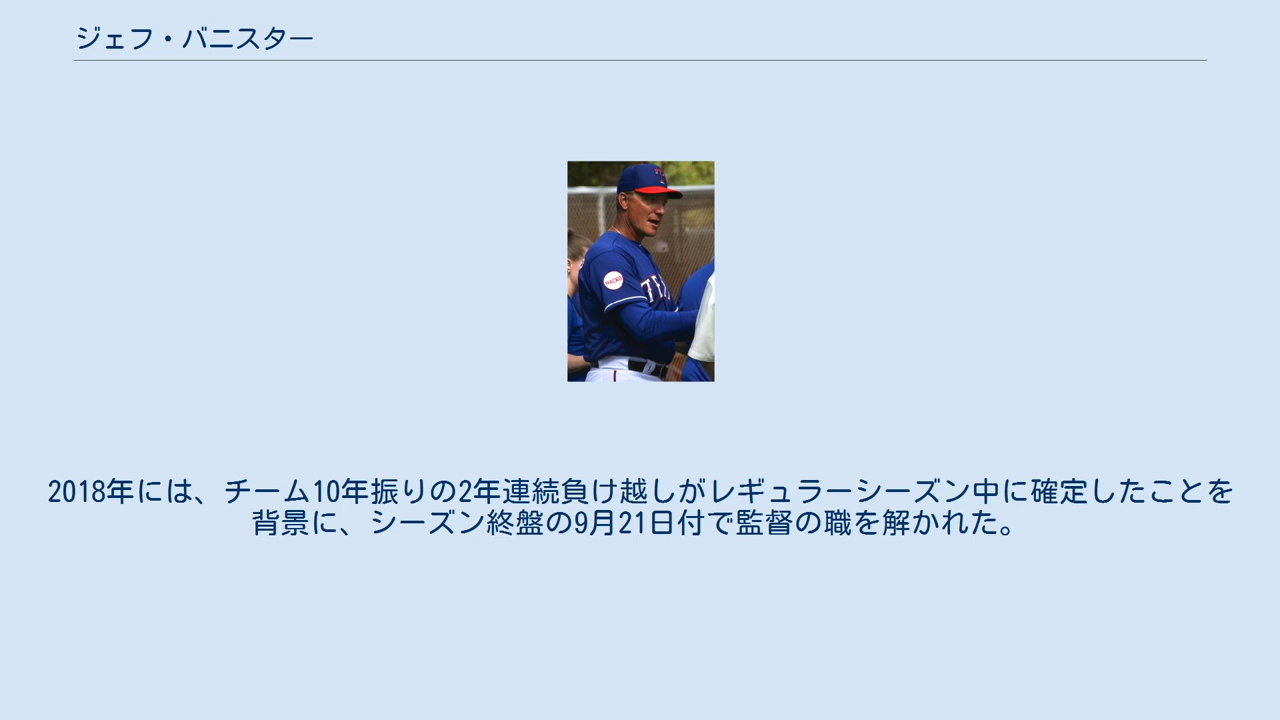 ジェフ・バニスター
TEX
2018年には、チーム10年振りの2年連続負け越しがレギュラーシーズン中に確定したことを
背景に、シーズン終盤の9月21日付で監督の職を解かれた。